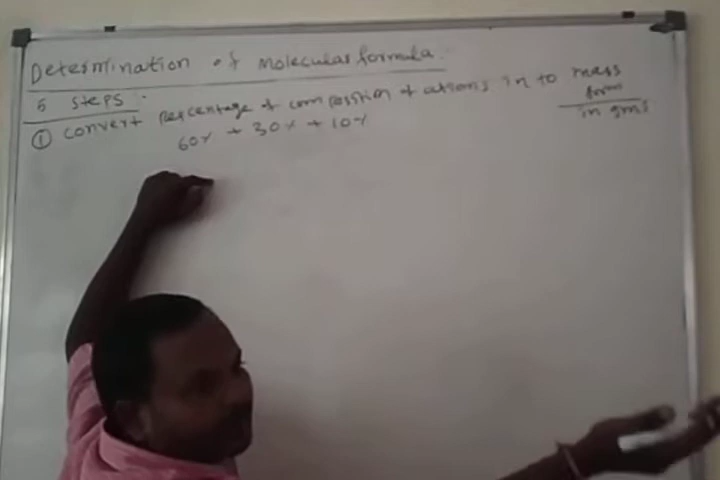 Determination of Molecular formula.
5 steps.
① convert percentage of composition of atoms in to mass
form
in gms
60% + 30% + 10%